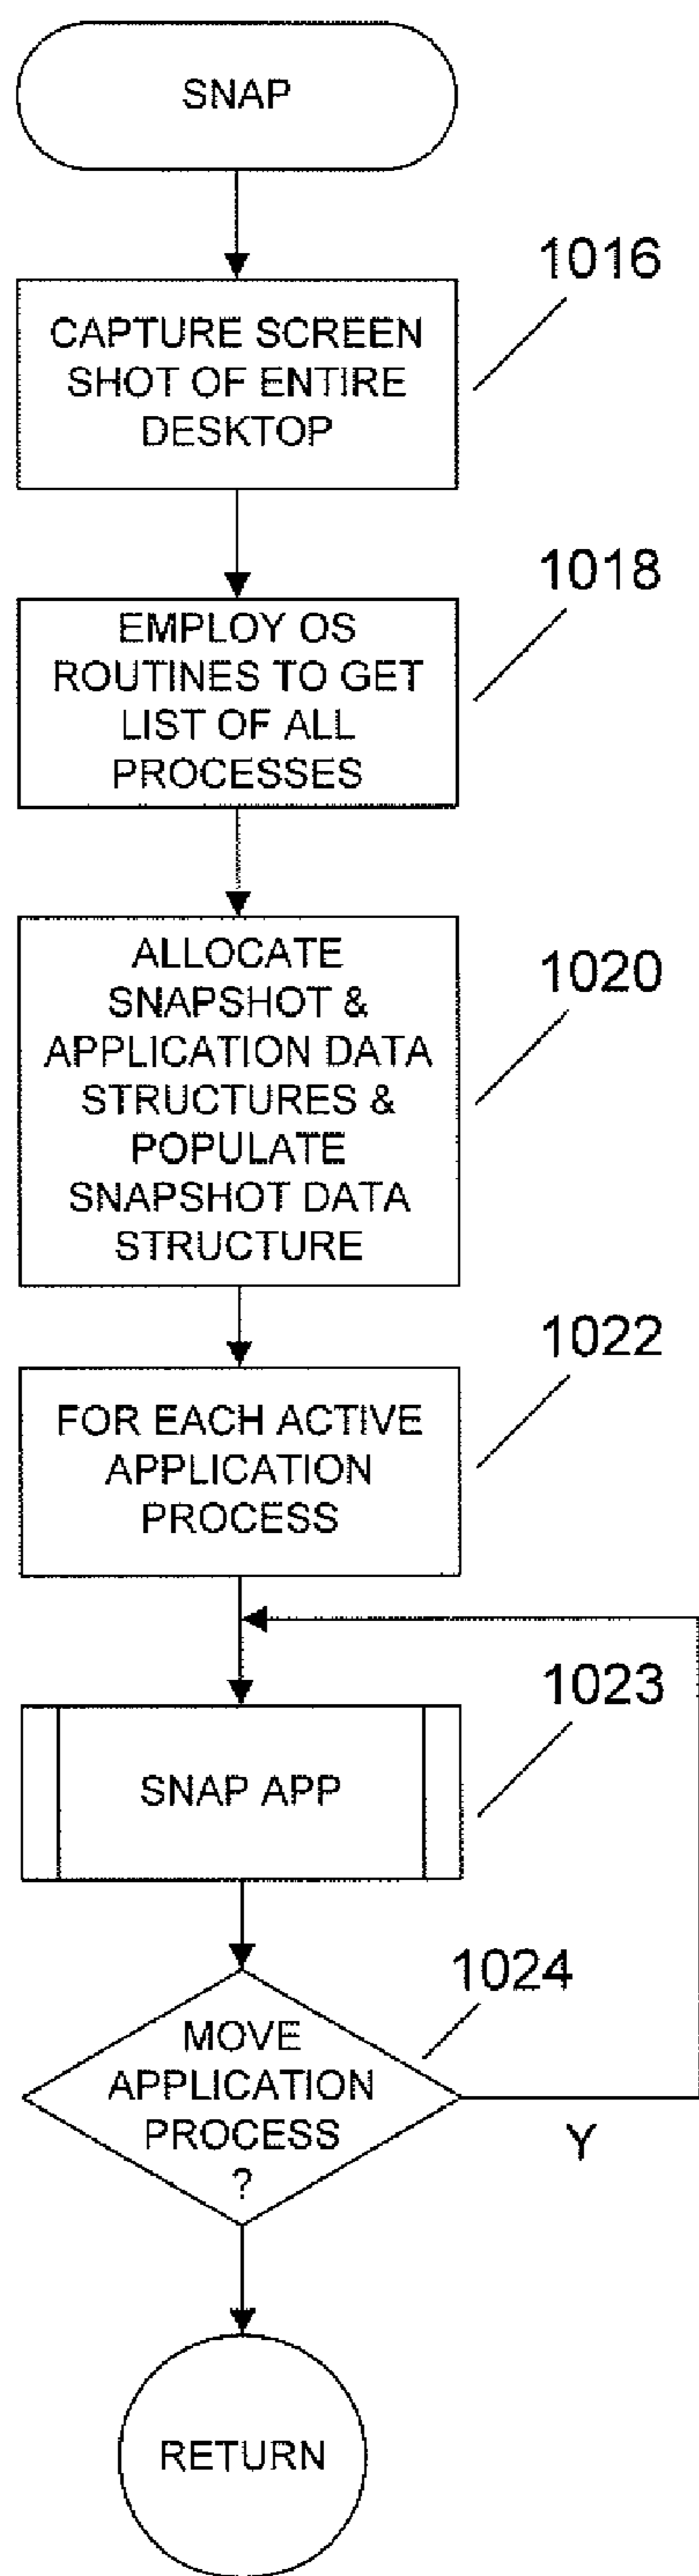 SNAP
1016
CAPTURE SCREEN
SHOT OF ENTIRE
DESKTOP
1018
EMPLOY OS
ROUTINES TO GET
LIST OF ALL
PROCESSES
1020
ALLOCATE
SNAPSHOT &
APPLICATION DATA
STRUCTURES &
POPULATE
SNAPSHOT DATA
STRUCTURE
1022
FOR EACH ACTIVE
APPLICATION
PROCESS
1023
SNAP APP
1024
MOVE
APPLICATION
PROCESS
?
Y
RETURN